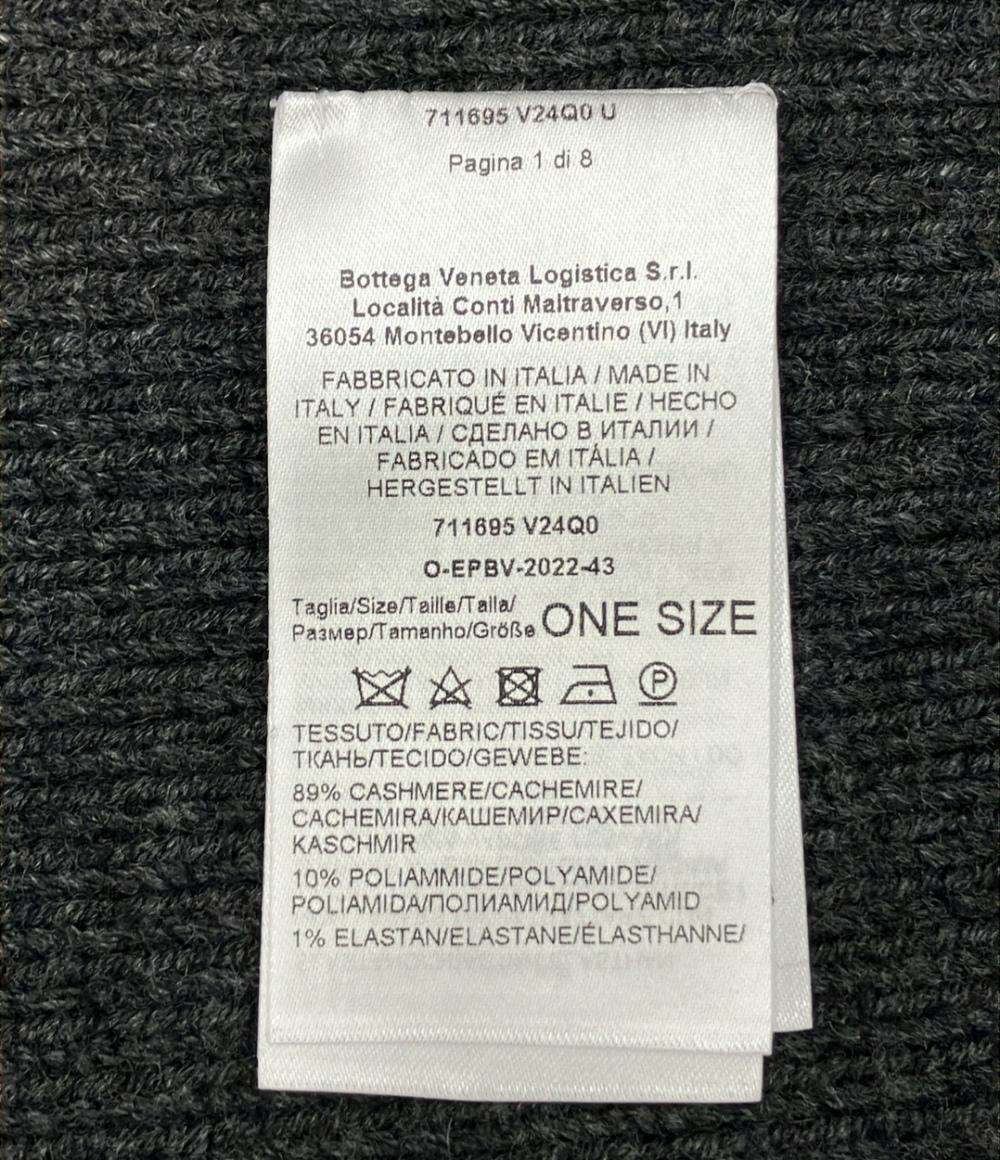 711695 V24Q0 U
Pagina 1 di 8
Bottega Veneta Logistica S.r.l.
Località Conti Maltraverso,1
36054 Montebello Vicentino (VI) Italy
FABBRICATO IN ITALIA / MADE IN
ITALY / FABRIQUÉ EN ITALIE / HECHO
EN ITALIA / СДЕЛАНО В ИТАЛИИ /
FABRICADO EM ITÁLIA /
HERGESTELLT IN ITALIEN
711695 V24Q0
O-EPBV-2022-43
Taglia/Size/Taille/Talla/
Размер/Tamanho/Größe ONE SIZE
P
TESSUTO/FABRIC/TISSU/TEJIDO/
ТКАНЬ/TECIDO/GEWEBE:
89% CASHMERE/CACHEMIRE/
CACHEMIRA/КАШЕМИР/CAXEMIRA/
KASCHMIR
10% POLIAMMIDE/POLYAMIDE/
POLIAMIDA/ПОЛИАМИД/POLYAMID
1% ELASTAN/ELASTANE/ÉLASTHANNE/